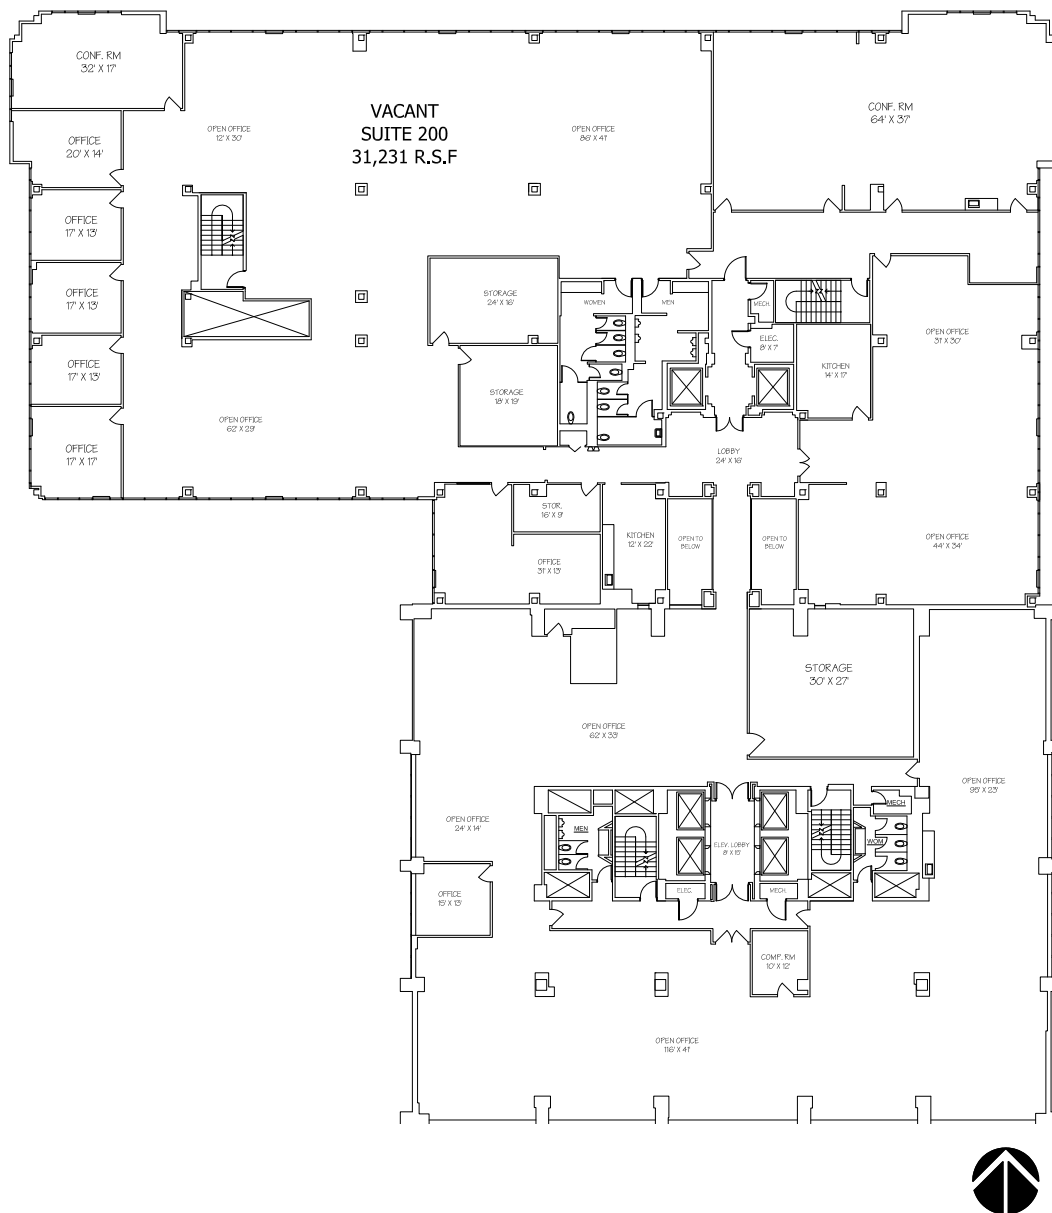 CONF. RM
32' X 17'
VACANT
SUITE 200
31,231 R.S.F
CONF. RM
64' X 37'
OPEN OFFICE
12' X 30'
OPEN OFFICE
86' X 41'
OFFICE
20' X 14'
OFFICE
17' X 13'
OFFICE
17' X 13'
OFFICE
17' X 13'
OFFICE
17' X 17'
STORAGE
24' X 16'
WOMEN
MEN
MECH.
ELEC.
8' X 7'
OPEN OFFICE
31' X 30'
KITCHEN
14' X 17'
STORAGE
18' X 19'
OPEN OFFICE
62' X 29'
LOBBY
24' X 16'
STOR.
16' X 9'
KITCHEN
12' X 22'
OPEN TO
BELOW
OPEN TO
BELOW
OPEN OFFICE
44' X 34'
OFFICE
31' X 13'
STORAGE
30' X 27'
OPEN OFFICE
62' X 33'
OPEN OFFICE
95' X 23'
OPEN OFFICE
24' X 14'
MEN
ELEV. LOBBY
8' X 15'
MECH
WOM.
OFFICE
15' X 13'
ELEC.
MECH.
COMP. RM
10' X 12'
OPEN OFFICE
116' X 41'